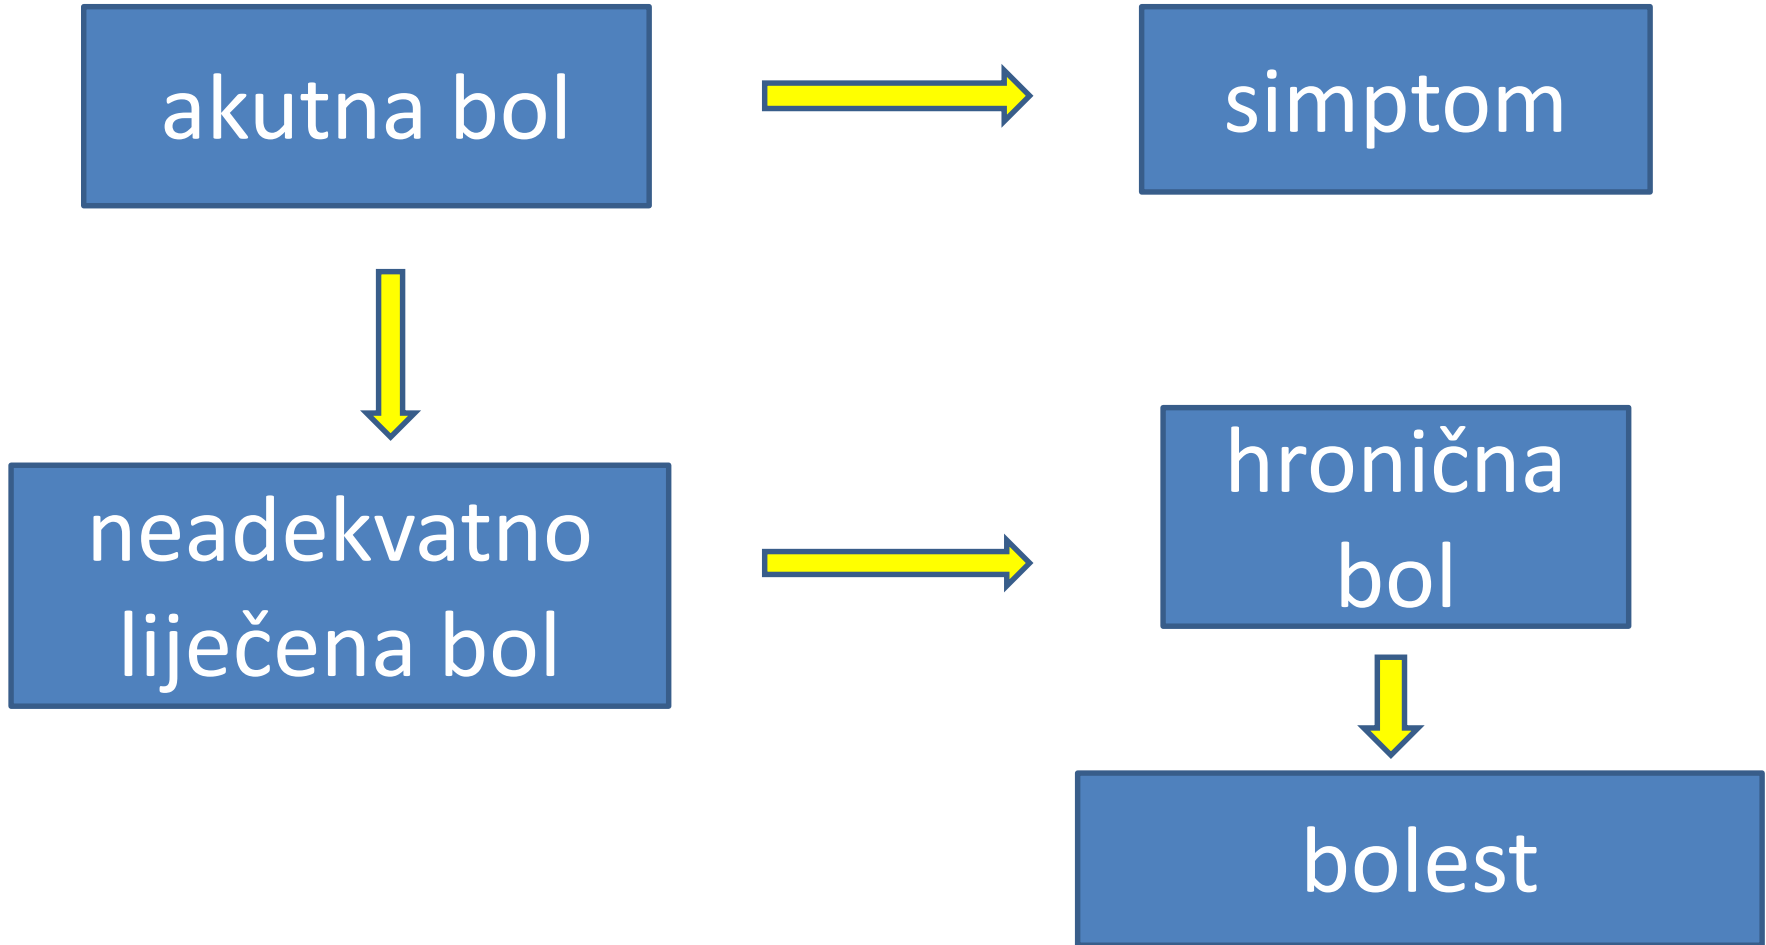 akutna bol
simptom
neadekvatno
liječena bol
hronična
bol
bolest